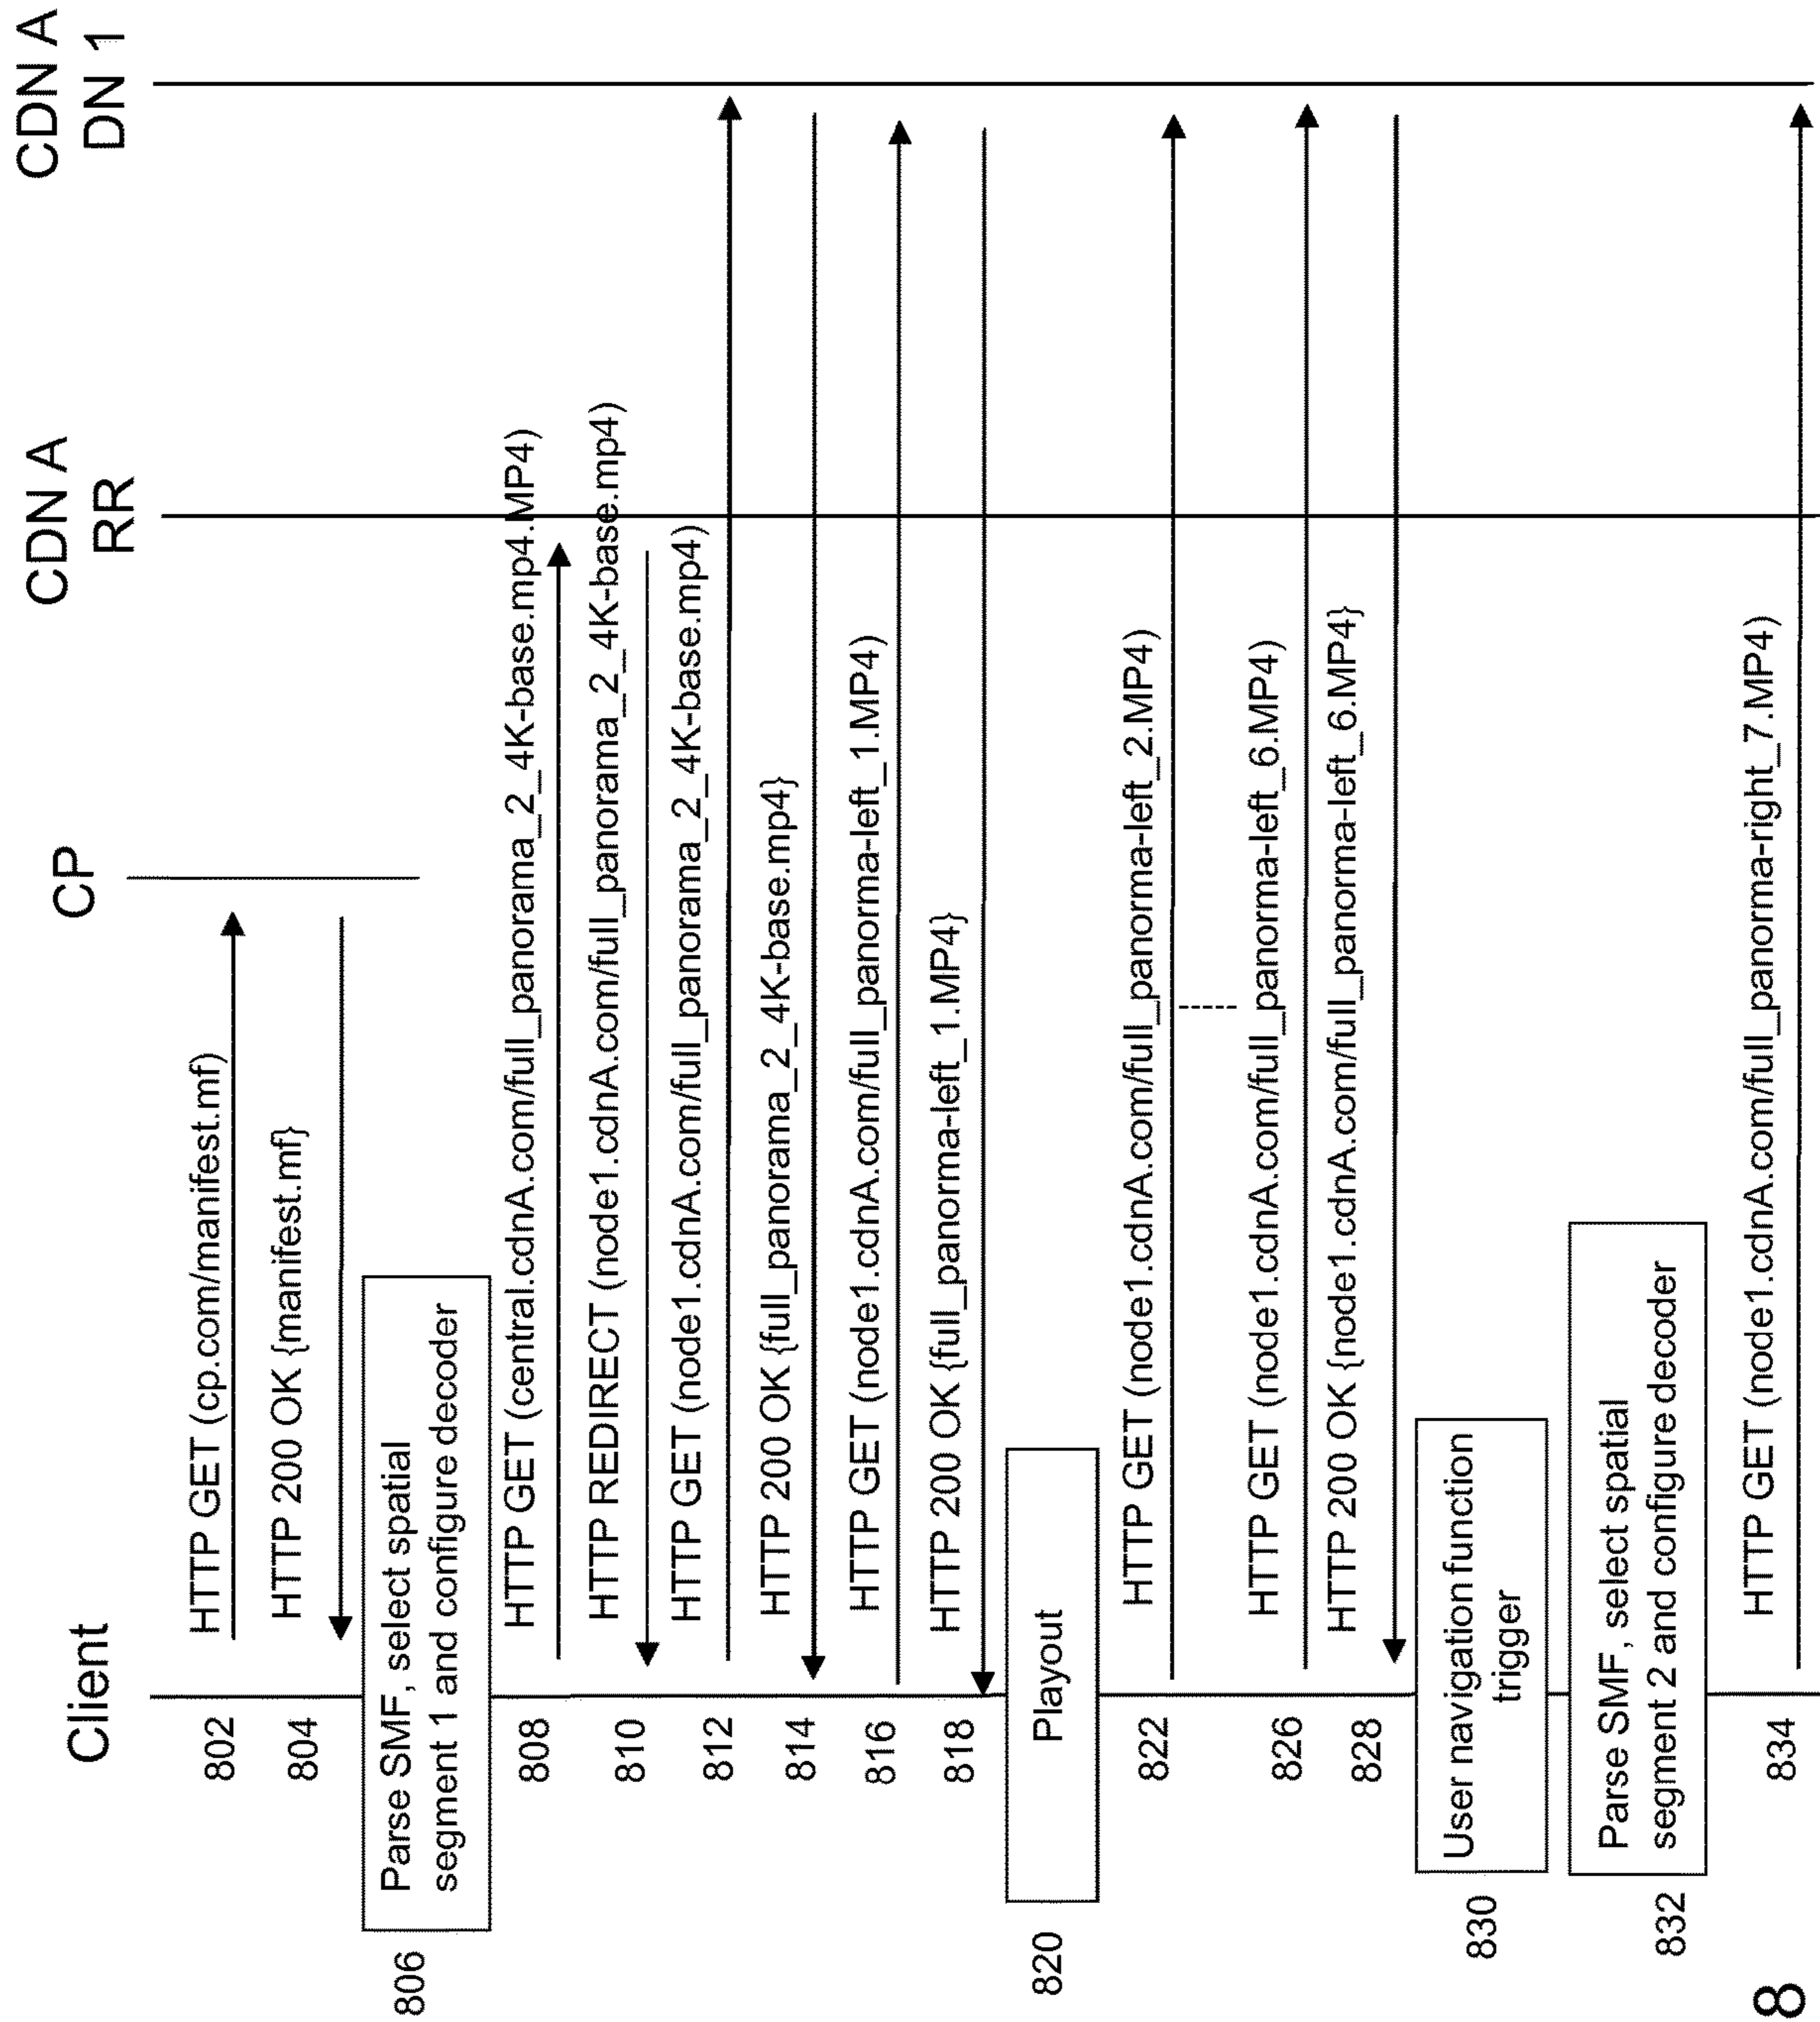 Client
CP
CDN A
RR
CDN A
DN 1
802
HTTP GET (cp.com/manifest.mf)
804
HTTP 200 OK {manifest.mf}
806
Parse SMF, select spatial
segment 1 and configure decoder
808
HTTP GET (central.cdnA.com/full_panorama_2_4K-base.mp4.MP4)
810
HTTP REDIRECT (node1.cdnA.com/full_panorama_2_4K-base.mp4)
812
HTTP GET (node1.cdnA.com/full_panorama_2_4K-base.mp4)
814
HTTP 200 OK {full_panorama_2_4K-base.mp4}
816
HTTP GET (node1.cdnA.com/full_panorma-left_1.MP4)
818
HTTP 200 OK {full_panorma-left_1.MP4}
820
Playout
822
HTTP GET (node1.cdnA.com/full_panorma-left_2.MP4)
826
HTTP GET (node1.cdnA.com/full_panorma-left_6.MP4)
828
HTTP 200 OK {node1.cdnA.com/full_panorma-left_6.MP4}
830
User navigation function
trigger
832
Parse SMF, select spatial
segment 2 and configure decoder
834
HTTP GET (node1.cdnA.com/full_panorma-right_7.MP4)
8